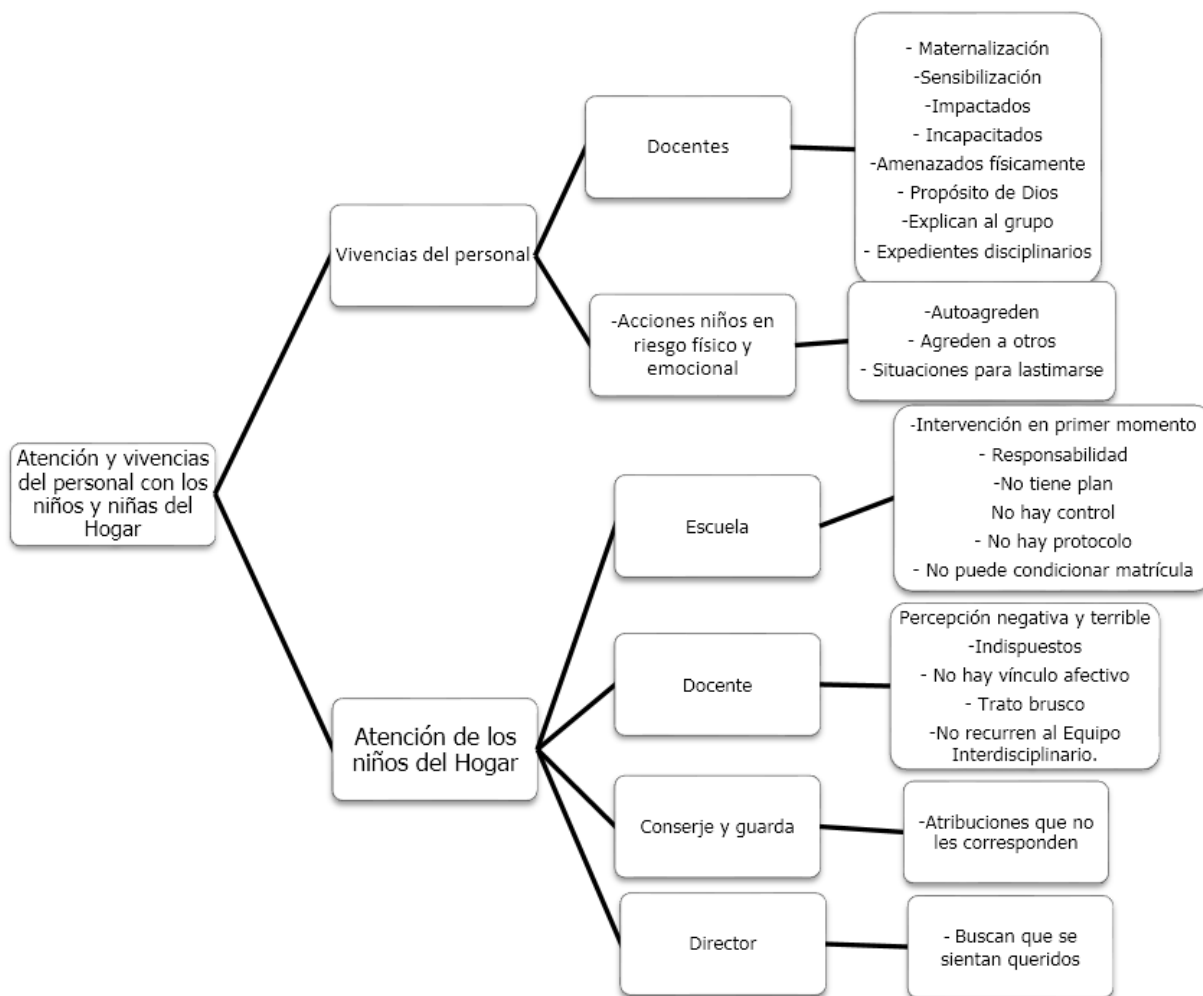 Atención y vivencias
del personal con los
niños y niñas del
Hogar
Vivencias del personal
Docentes
- Maternalización
-Sensibilización
-Impactados
- Incapacitados
-Amenazados físicamente
- Propósito de Dios
-Explican al grupo
- Expedientes disciplinarios
-Acciones niños en
riesgo físico y
emocional
-Autoagreden
- Agreden a otros
- Situaciones para lastimarse
Atención de los
niños del Hogar
Escuela
-Intervención en primer momento
- Responsabilidad
-No tiene plan
No hay control
- No hay protocolo
- No puede condicionar matrícula
Docente
Percepción negativa y terrible
-Indispuestos
- No hay vínculo afectivo
- Trato brusco
-No recurren al Equipo
Interdisciplinario.
Conserje y guarda
-Atribuciones que no
les corresponden
Director
- Buscan que se
sientan queridos